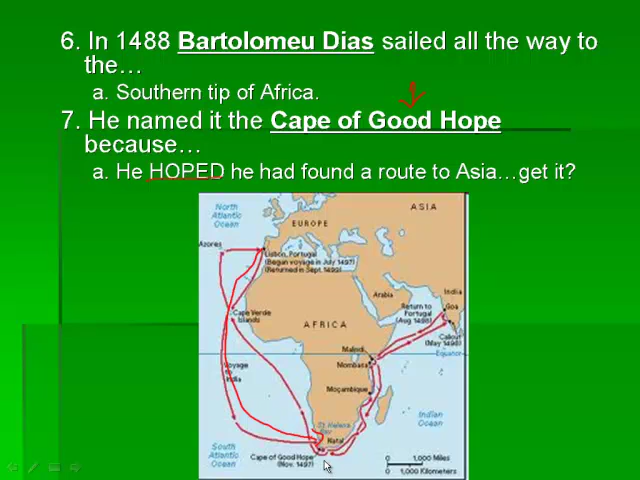 6. In 1488 Bartolomeu Dias sailed all the way to
the…
a. Southern tip of Africa.
7. He named it the Cape of Good Hope
because…
a. He HOPED he had found a route to Asia…get it?
North
Atlantic
Ocean
ASIA
EUROPE
Azores
Lisbon, Portugal
(Began voyage in July 1497)
(Returned in Sept. 1499)
India
Arabia
Return to
Portugal
(Aug. 1498)
Goa
Cape Verde
Islands
AFRICA
Calicut
(May 1498)
Equator
Malindi
Mombasa
Voyage
to
India
Moçambique
St. Helena
Bay
Natal
Indian
Ocean
South
Atlantic
Ocean
Cape of Good Hope
(Nov. 1497)
0
1,000 Miles
0
1,000 Kilometers